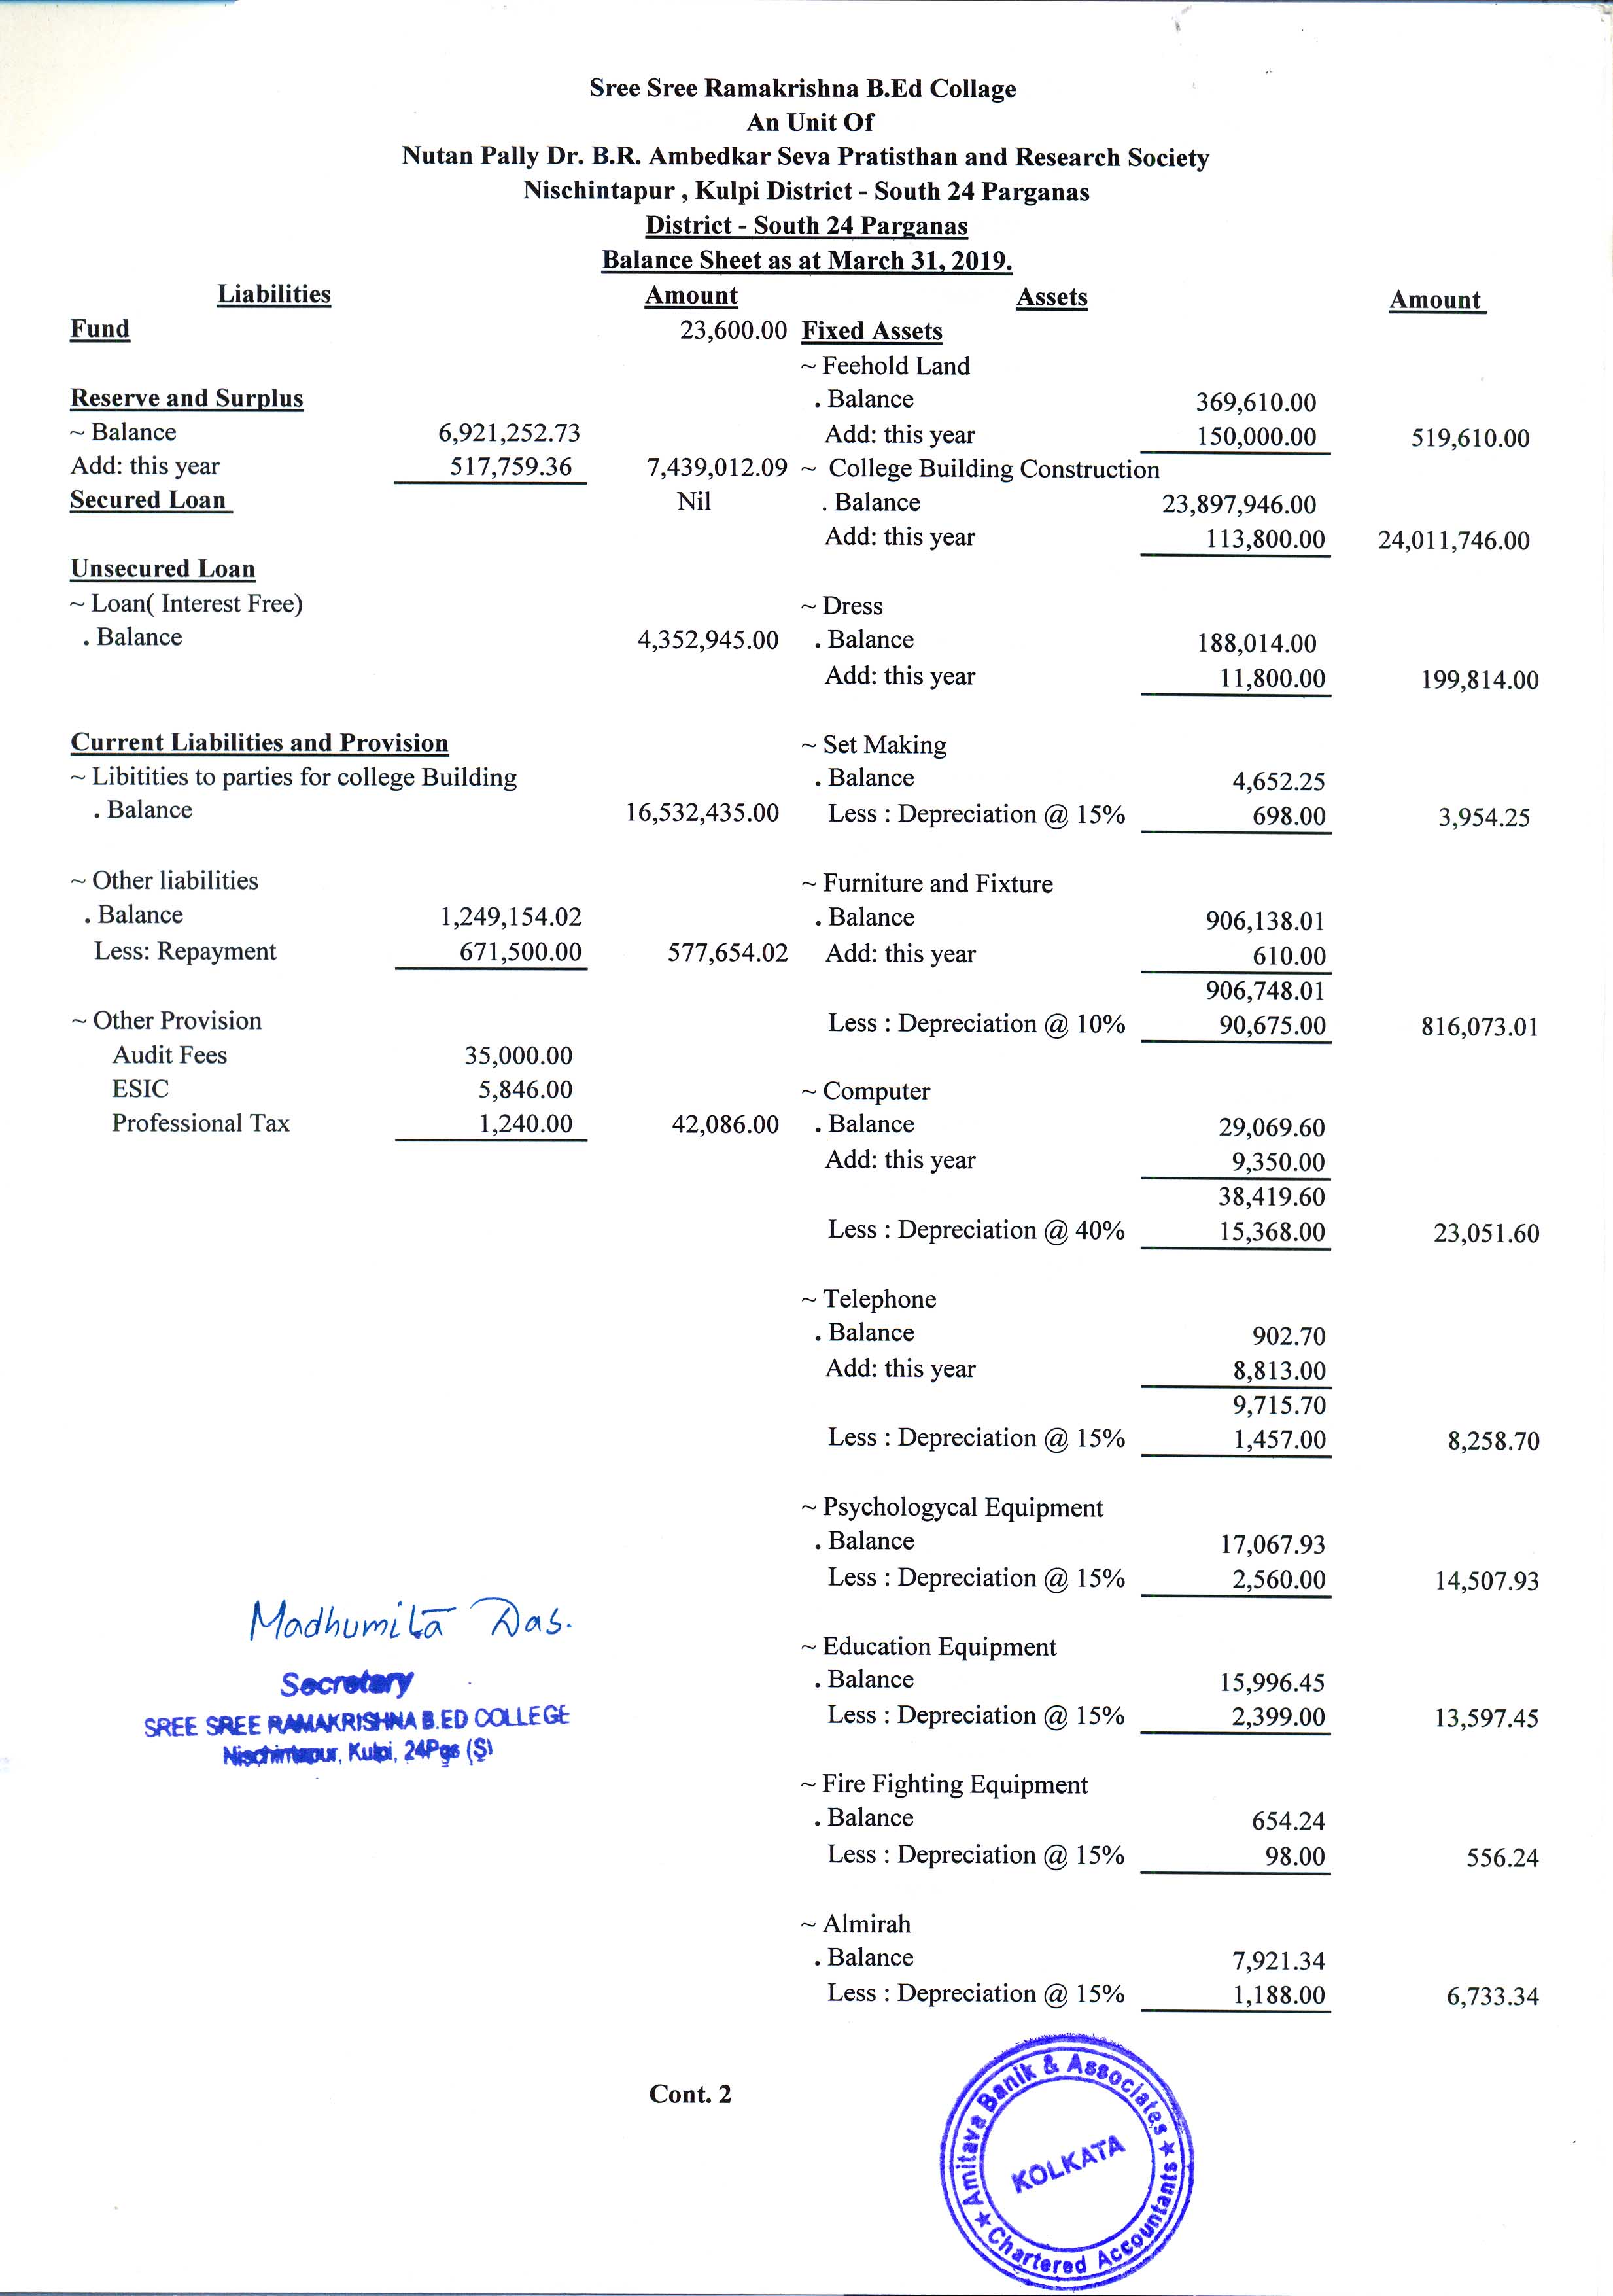 Sree Sree Ramakrishna B.Ed Collage
An Unit Of
Nutan Pally Dr. B.R. Ambedkar Seva Pratisthan and Research Society
Nischintapur , Kulpi District - South 24 Parganas
District - South 24 Parganas
Balance Sheet as at March 31, 2019.
Liabilities Amount Assets Amount
Fund 23,600.00 Fixed Assets
~ Feehold Land
Reserve and Surplus . Balance 369,610.00
~ Balance 6,921,252.73 Add: this year 150,000.00 519,610.00
Add: this year 517,759.36 7,439,012.09 ~ College Building Construction
Secured Loan Nil . Balance 23,897,946.00
Add: this year 113,800.00 24,011,746.00
Unsecured Loan
~ Loan( Interest Free) ~ Dress
. Balance 4,352,945.00 . Balance 188,014.00
Add: this year 11,800.00 199,814.00
Current Liabilities and Provision ~ Set Making
~ Libitities to parties for college Building . Balance 4,652.25
. Balance 16,532,435.00 Less : Depreciation @ 15% 698.00 3,954.25
~ Other liabilities ~ Furniture and Fixture
. Balance 1,249,154.02 . Balance 906,138.01
Less: Repayment 671,500.00 577,654.02 Add: this year 610.00
906,748.01
~ Other Provision Less : Depreciation @ 10% 90,675.00 816,073.01
Audit Fees 35,000.00
ESIC 5,846.00 ~ Computer
Professional Tax 1,240.00 42,086.00 . Balance 29,069.60
Add: this year 9,350.00
38,419.60
Less : Depreciation @ 40% 15,368.00 23,051.60
~ Telephone
. Balance 902.70
Add: this year 8,813.00
9,715.70
Less : Depreciation @ 15% 1,457.00 8,258.70
~ Psychologycal Equipment
. Balance 17,067.93
Less : Depreciation @ 15% 2,560.00 14,507.93
Madhumita Das.
~ Education Equipment
Secretary . Balance 15,996.45
SREE SREE RAMAKRISHNA B.ED COLLEGE Less : Depreciation @ 15% 2,399.00 13,597.45
Nischintapur, Kulpi, 24Pgs (S)
~ Fire Fighting Equipment
. Balance 654.24
Less : Depreciation @ 15% 98.00 556.24
~ Almirah
. Balance 7,921.34
Less : Depreciation @ 15% 1,188.00 6,733.34
Cont. 2
Amitava Banik & Associates
KOLKATA
Chartered Accountants